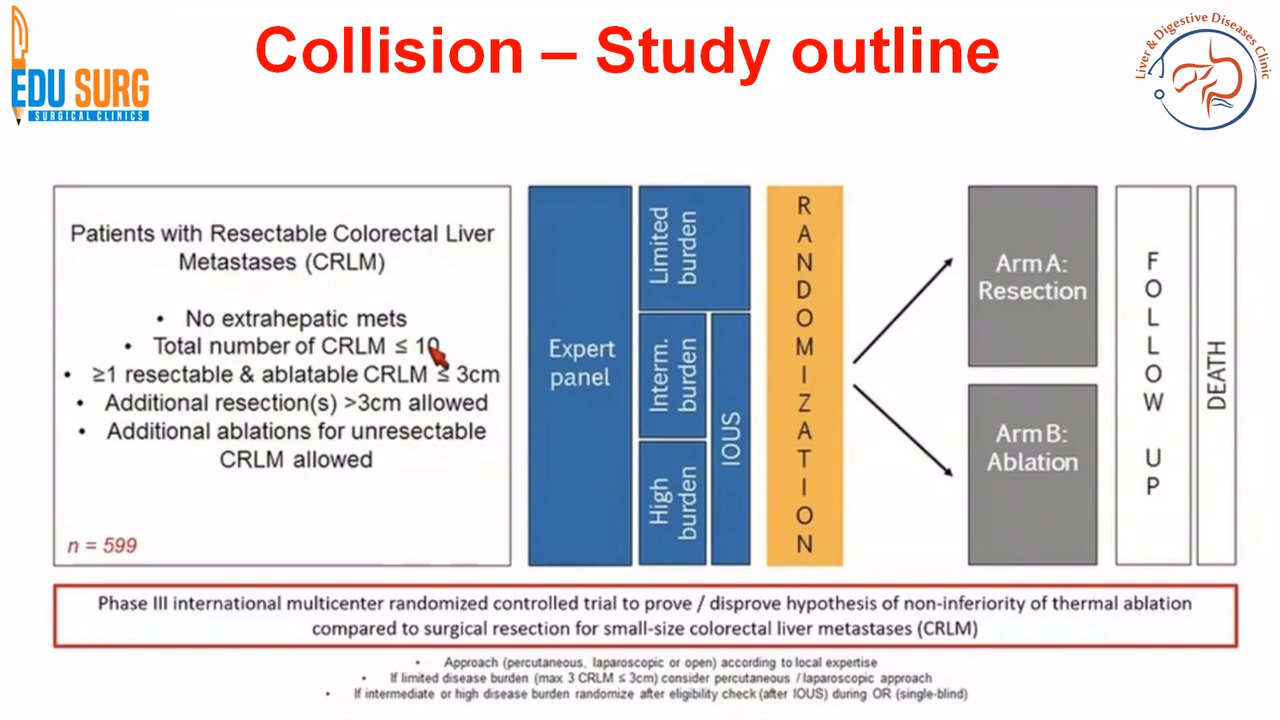 Collision – Study outline
EDU SURG
SURGICAL CLINICS
Liver & Digestive Diseases Clinic
Patients with Resectable Colorectal Liver
Metastases (CRLM)
• No extrahepatic mets
• Total number of CRLM ≤ 10
• ≥1 resectable & ablatable CRLM ≤ 3cm
• Additional resection(s) >3cm allowed
• Additional ablations for unresectable
CRLM allowed
n = 599
Expert
panel
Limited
burden
Interm.
burden
High
burden
IOUS
RANDOMIZATION
Arm A:
Resection
Arm B:
Ablation
FOLLOW UP
DEATH
Phase III international multicenter randomized controlled trial to prove / disprove hypothesis of non-inferiority of thermal ablation
compared to surgical resection for small-size colorectal liver metastases (CRLM)
• Approach (percutaneous, laparoscopic or open) according to local expertise
• If limited disease burden (max 3 CRLM ≤ 3cm) consider percutaneous / laparoscopic approach
• If intermediate or high disease burden randomize after eligibility check (after IOUS) during OR (single-blind)